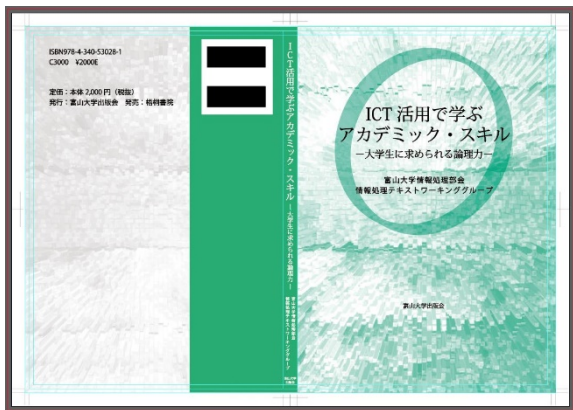 ISBN978-4-340-53028-1
C3000　¥2000E
定価：本体 2,000 円（税抜）
発行：富山大学出版会　発売：梧桐書院
ICT活用で学ぶアカデミック・スキル－大学生に求められる論理力－
富山大学情報処理部会
情報処理テキストワーキンググループ
ICT 活用で学ぶ
アカデミック・スキル
－大学生に求められる論理力－
富山大学情報処理部会
情報処理テキストワーキンググループ
富山大学出版会